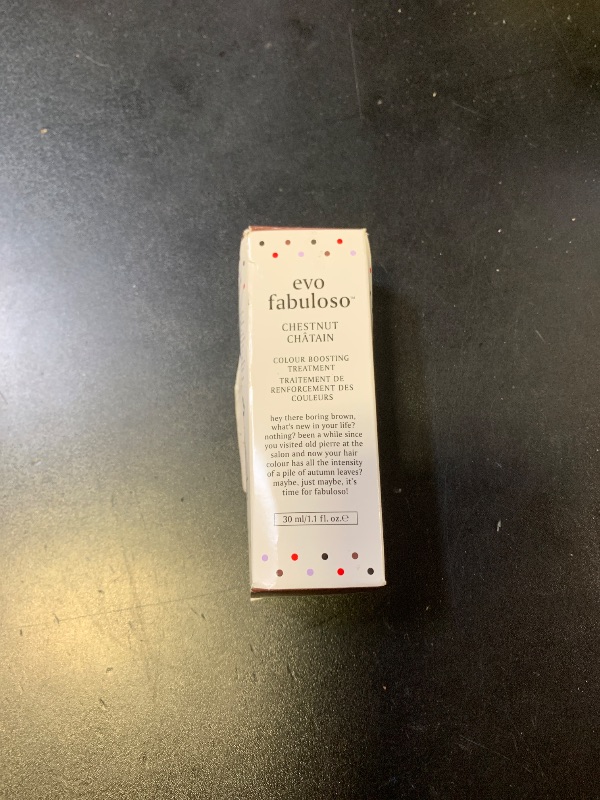 evo
fabuloso™
CHESTNUT
CHÂTAIN
COLOUR BOOSTING
TREATMENT
TRAITEMENT DE
RENFORCEMENT DES
COULEURS
hey there boring brown,
what's new in your life?
nothing? been a while since
you visited old pierre at the
salon and now your hair
colour has all the intensity
of a pile of autumn leaves?
maybe, just maybe, it's
time for fabuloso!
30 ml/1.1 fl. oz.℮